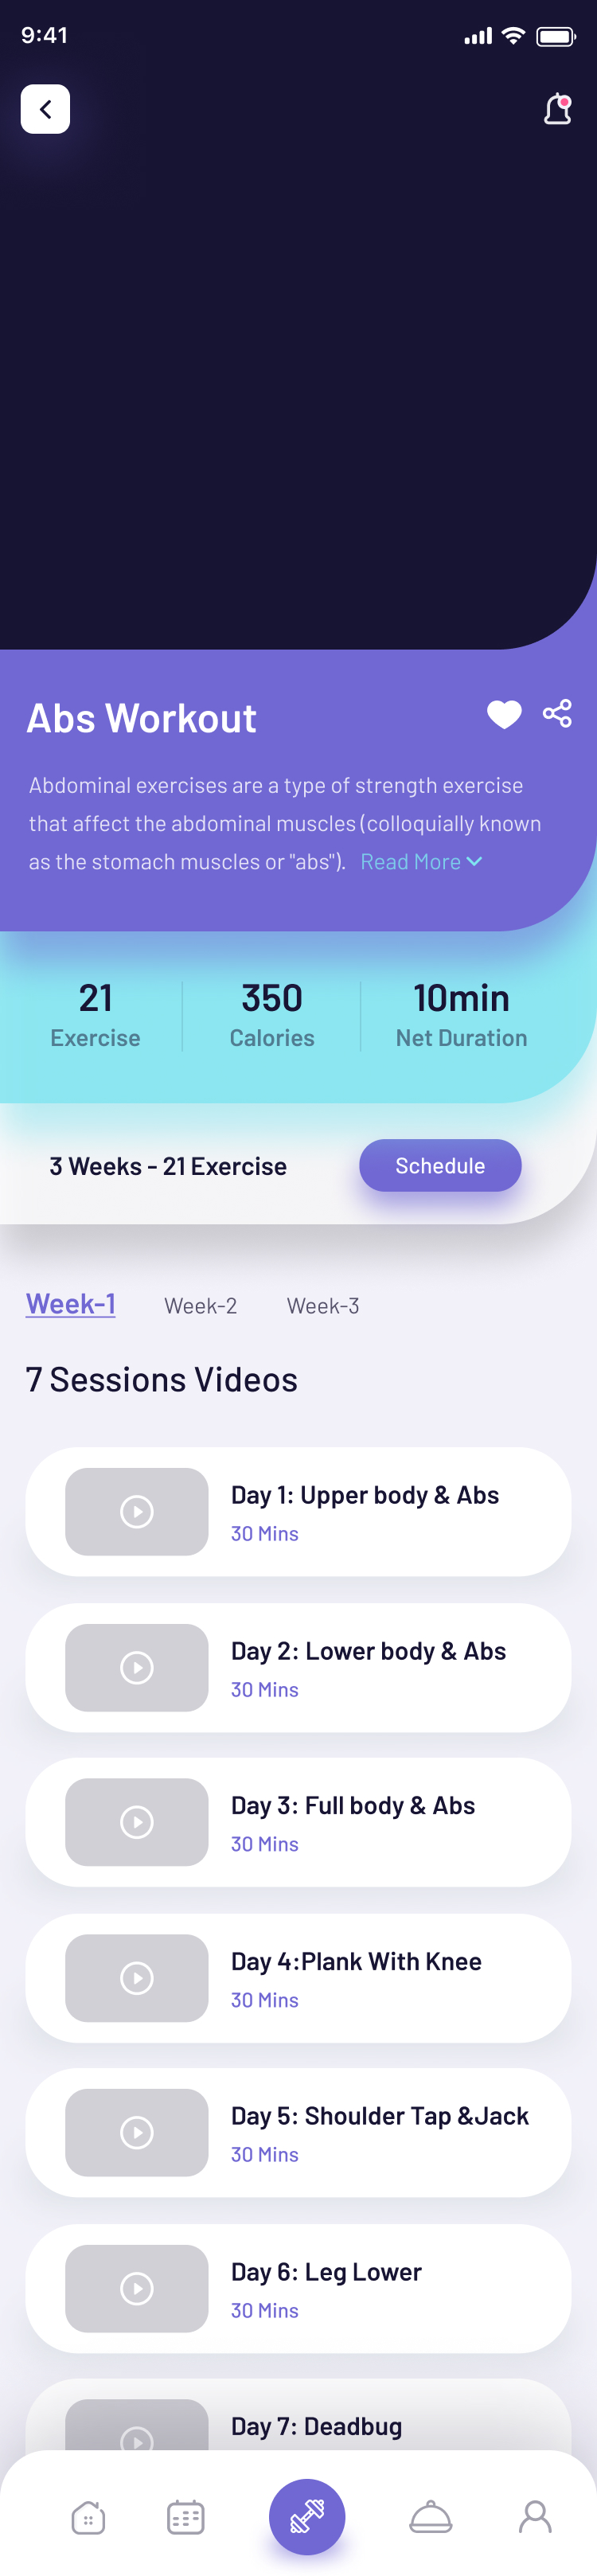 9:41
Abs Workout
Abdominal exercises are a type of strength exercise
that affect the abdominal muscles (colloquially known
as the stomach muscles or "abs"). Read More
21 350 10min
Exercise Calories Net Duration
3 Weeks - 21 Exercise Schedule
Week-1 Week-2 Week-3
7 Sessions Videos
Day 1: Upper body & Abs
30 Mins
Day 2: Lower body & Abs
30 Mins
Day 3: Full body & Abs
30 Mins
Day 4:Plank With Knee
30 Mins
Day 5: Shoulder Tap &Jack
30 Mins
Day 6: Leg Lower
30 Mins
Day 7: Deadbug